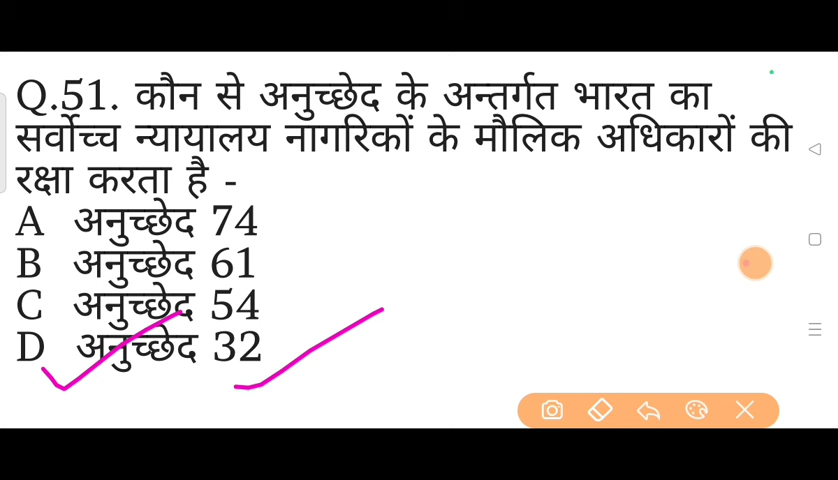 Q.51. कौन से अनुच्छेद के अन्तर्गत भारत का
सर्वोच्च न्यायालय नागरिकों के मौलिक अधिकारों की
रक्षा करता है -
A अनुच्छेद 74
B अनुच्छेद 61
C अनुच्छेद 54
D अनुच्छेद 32